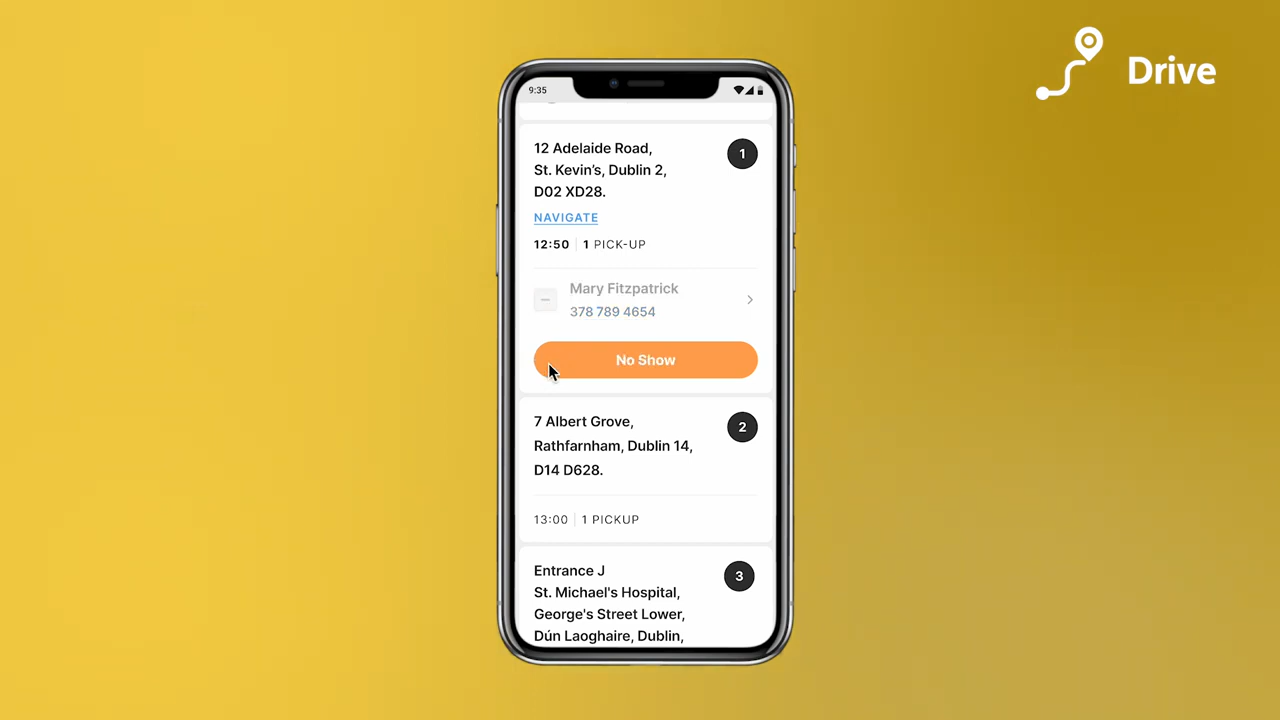 Drive
9:35
12 Adelaide Road,
St. Kevin’s, Dublin 2,
D02 XD28.
1
NAVIGATE
12:50 | 1 PICK-UP
Mary Fitzpatrick
378 789 4654
No Show
7 Albert Grove,
Rathfarnham, Dublin 14,
D14 D628.
2
13:00 | 1 PICKUP
Entrance J
St. Michael's Hospital,
George's Street Lower,
Dún Laoghaire, Dublin,
3